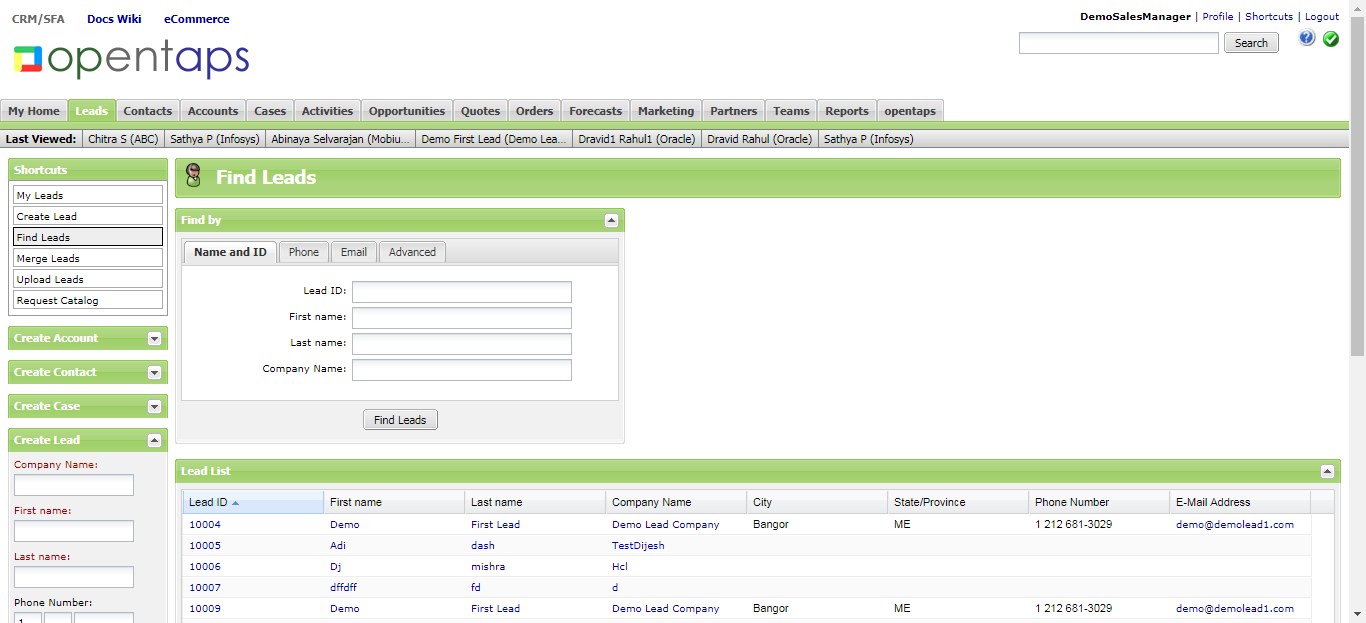 CRM/SFA Docs Wiki eCommerce
DemoSalesManager | Profile | Shortcuts | Logout
opentaps
Search
?
My Home Leads Contacts Accounts Cases Activities Opportunities Quotes Orders Forecasts Marketing Partners Teams Reports opentaps
Last Viewed: Chitra S (ABC) Sathya P (Infosys) Abinaya Selvarajan (Mobiu... Demo First Lead (Demo Lea... Dravid1 Rahul1 (Oracle) Dravid Rahul (Oracle) Sathya P (Infosys)
Shortcuts
My Leads
Create Lead
Find Leads
Merge Leads
Upload Leads
Request Catalog
Create Account
Create Contact
Create Case
Create Lead
Company Name:
First name:
Last name:
Phone Number:
1
Find Leads
Find by
Name and ID Phone Email Advanced
Lead ID:
First name:
Last name:
Company Name:
Find Leads
Lead List
Lead ID First name Last name Company Name City State/Province Phone Number E-Mail Address
10004 Demo First Lead Demo Lead Company Bangor ME 1 212 681-3029 demo@demolead1.com
10005 Adi dash TestDijesh
10006 Dj mishra Hcl
10007 dffdff fd d
10009 Demo First Lead Demo Lead Company Bangor ME 1 212 681-3029 demo@demolead1.com